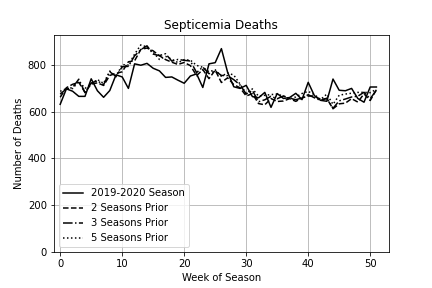 Septicemia Deaths
Number of Deaths
800
600
400
200
0
2019-2020 Season
2 Seasons Prior
3 Seasons Prior
5 Seasons Prior
0 10 20 30 40 50
Week of Season